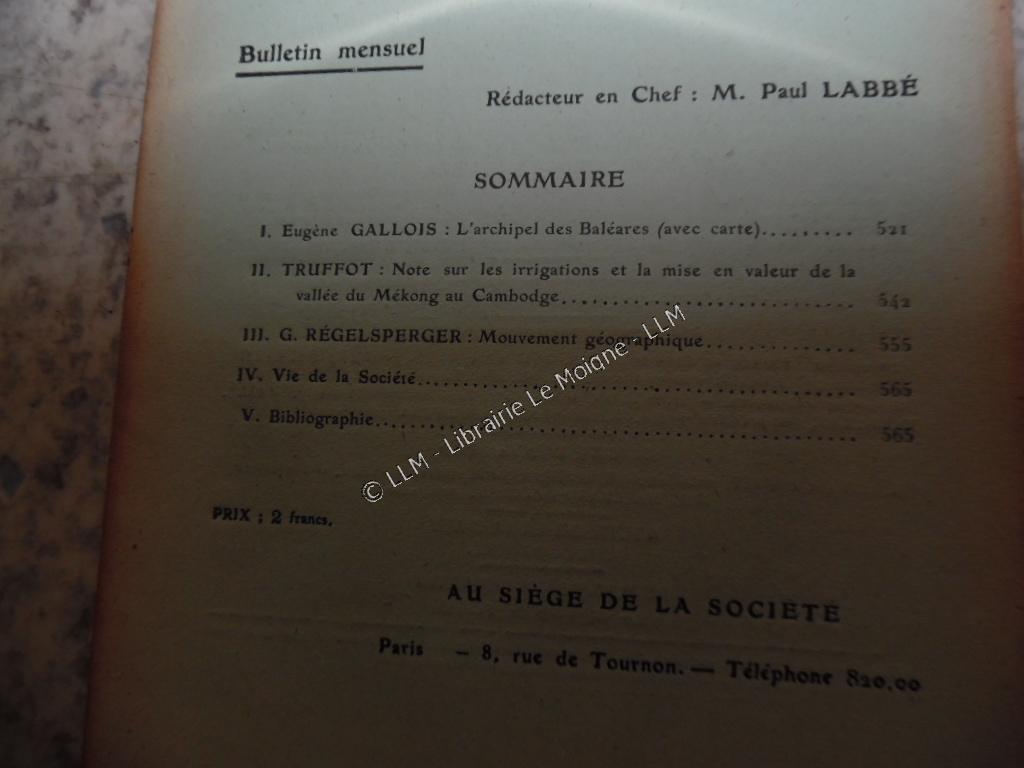 Bulletin mensuel
Rédacteur en Chef : M. Paul LABBÉ
SOMMAIRE
I. Eugène GALLOIS : L'archipel des Baléares (avec carte)......... 521
II. TRUFFOT : Note sur les irrigations et la mise en valeur de la
vallée du Mékong au Cambodge.............................. 542
III. G. RÉGELSPERGER : Mouvement géographique............... 555
IV. Vie de la Société............................................ 565
V. Bibliographie................................................ 565
© LLM - Librairie Le Moigne - LLM
PRIX : 2 francs.
AU SIÈGE DE LA SOCIÉTÉ
Paris — 8, rue de Tournon. — Téléphone 820.00